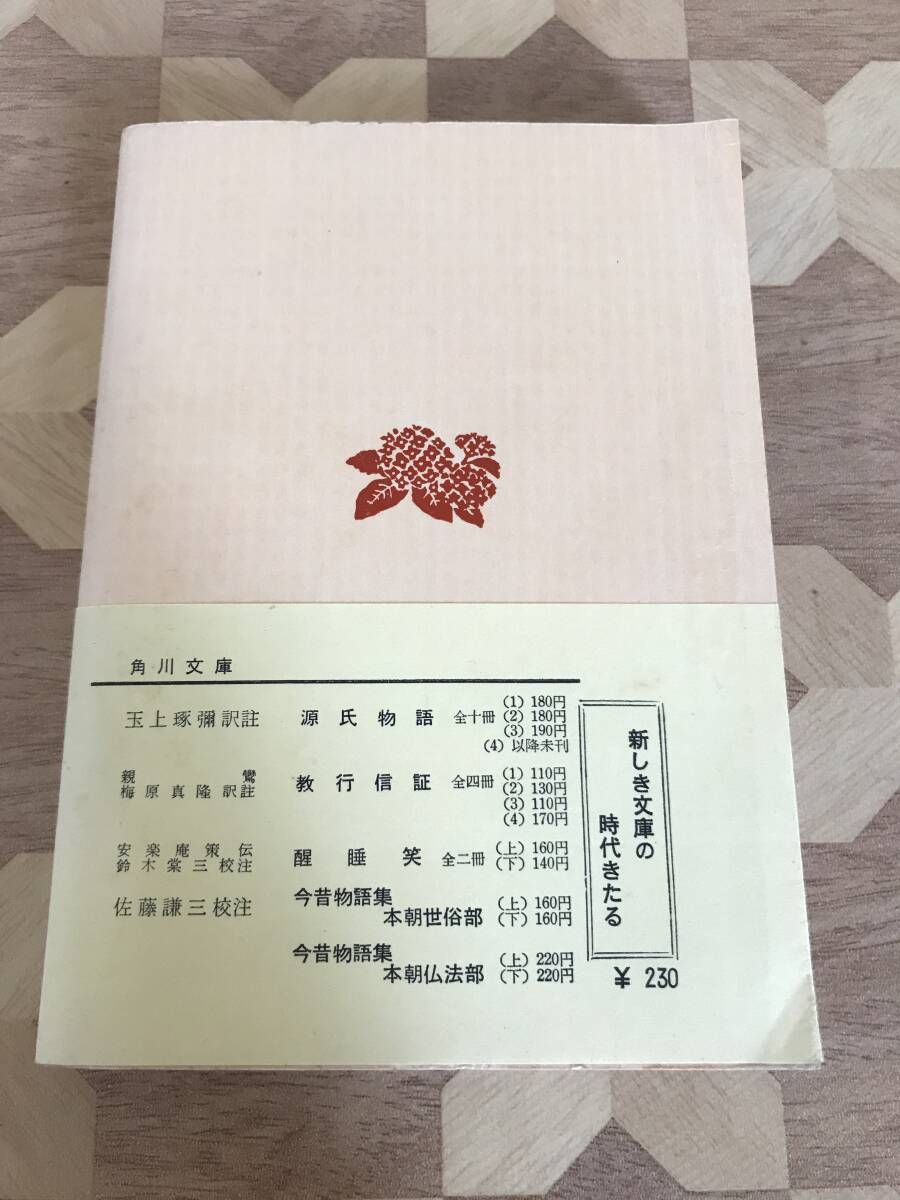 角川文庫
玉上琢彌訳註 源氏物語 全十冊 (1) 180円
(2) 180円
(3) 190円
(4) 以降未刊
親鸞
梅原真隆訳註 教行信証 全四冊 (1) 110円
(2) 130円
(3) 110円
(4) 170円
安楽庵策伝
鈴木棠三校注 醒睡笑 全二冊 (上) 160円
(下) 140円
佐藤謙三校注 今昔物語集
本朝世俗部 (上) 160円
(下) 160円
今昔物語集
本朝仏法部 (上) 220円
(下) 220円
新しき文庫の
時代きたる
¥ 230